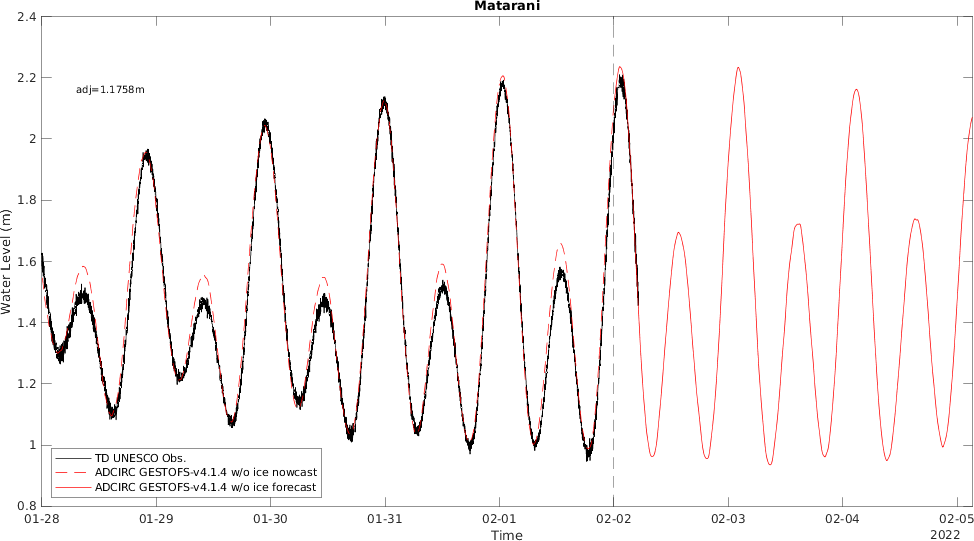 Matarani
2.4
2.2
2
1.8
1.6
1.4
1.2
1
0.8
Water Level (m)
adj=1.1758m
TD UNESCO Obs.
ADCIRC GESTOFS-v4.1.4 w/o ice nowcast
ADCIRC GESTOFS-v4.1.4 w/o ice forecast
01-28 01-29 01-30 01-31 02-01 02-02 02-03 02-04 02-05
Time
2022